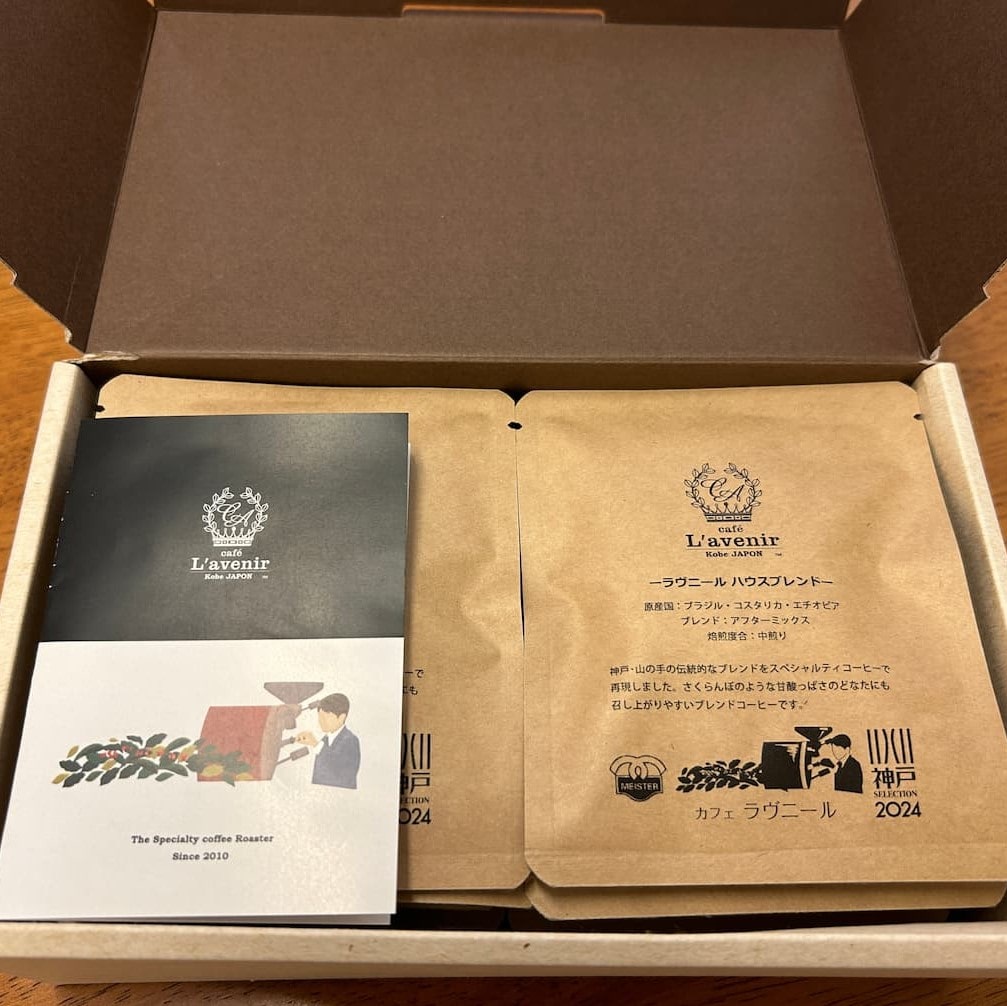 CA
café
L'avenir
Kobe JAPON
The Specialty coffee Roaster
Since 2010
で
にも
神戸
2024
CA
café
L'avenir
Kobe JAPON
ーラヴニール ハウスブレンドー
原産国：ブラジル・コスタリカ・エチオピア
ブレンド：アフターミックス
焙煎度合：中煎り
神戸・山の手の伝統的なブレンドをスペシャルティコーヒーで
再現しました。さくらんぼのような甘酸っぱさのどなたにも
召し上がりやすいブレンドコーヒーです。
MEISTER
カフェ ラヴニール
神戸
SELECTION
2024